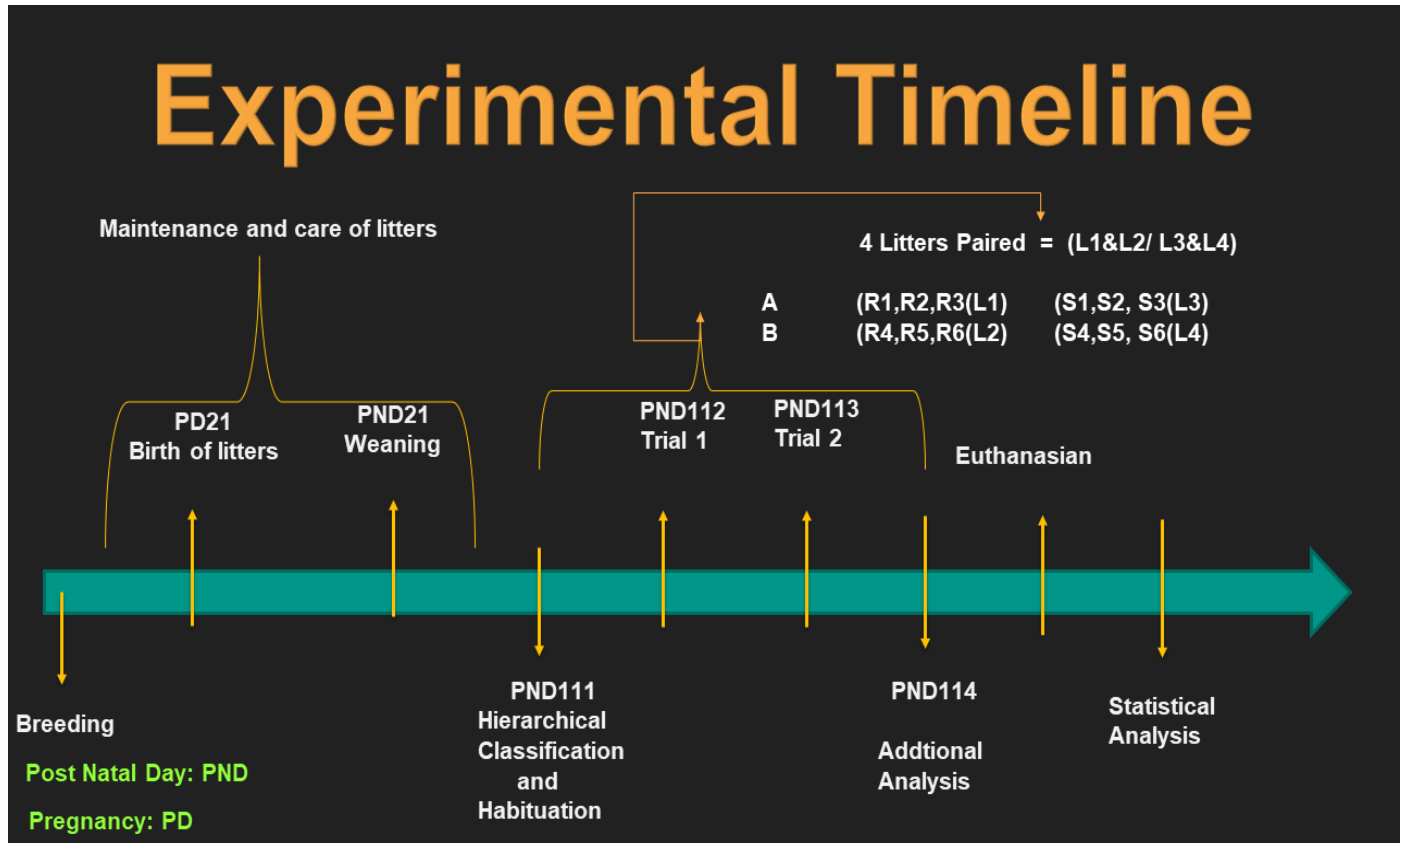 Experimental Timeline
Maintenance and care of litters
4 Litters Paired = (L1&L2/ L3&L4)
A (R1,R2,R3(L1) (S1,S2, S3(L3)
B (R4,R5,R6(L2) (S4,S5, S6(L4)
PD21
Birth of litters
PND21
Weaning
PND112
Trial 1
PND113
Trial 2
Euthanasian
Breeding
Post Natal Day: PND
Pregnancy: PD
PND111
Hierarchical
Classification
and
Habituation
PND114
Addtional
Analysis
Statistical
Analysis